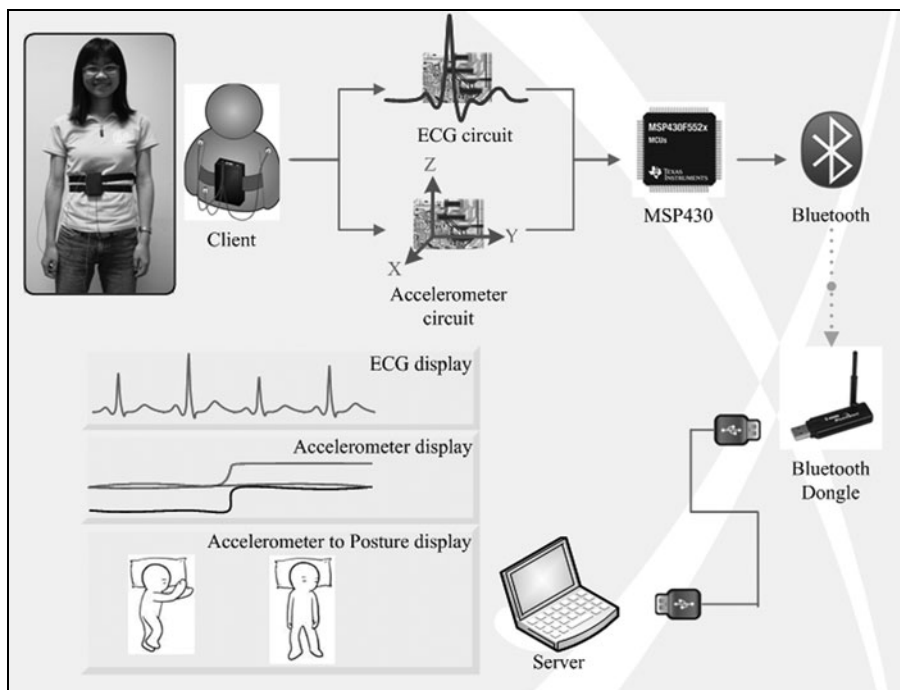 ECG circuit
Z
Y
X
Accelerometer
circuit
Client
MSP430F552x
MCUs
TEXAS
INSTRUMENTS
MSP430
Bluetooth
ECG display
Accelerometer display
Accelerometer to Posture display
Bluetooth
Dongle
Server